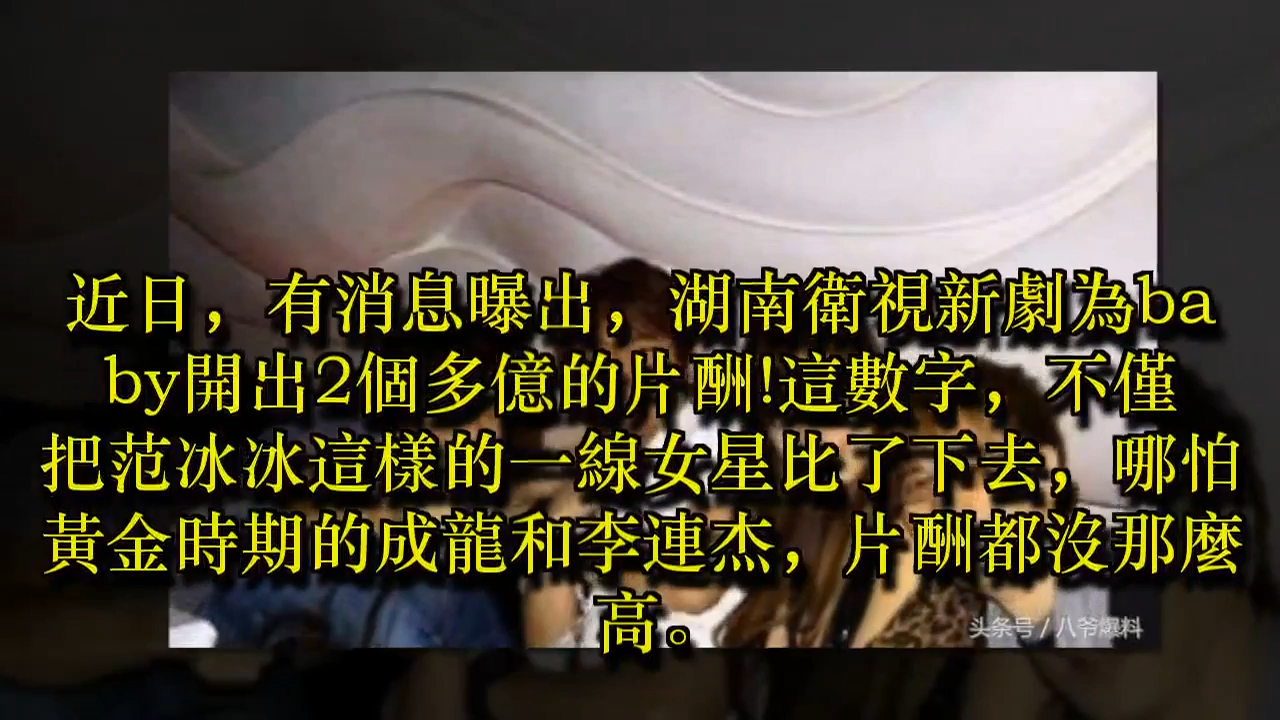 近日，有消息曝出，湖南衛視新劇為ba
by開出2個多億的片酬!這數字，不僅
把范冰冰這樣的一線女星比了下去，哪怕
黃金時期的成龍和李連杰，片酬都沒那麼
高。
头条号 / 八爷爆料